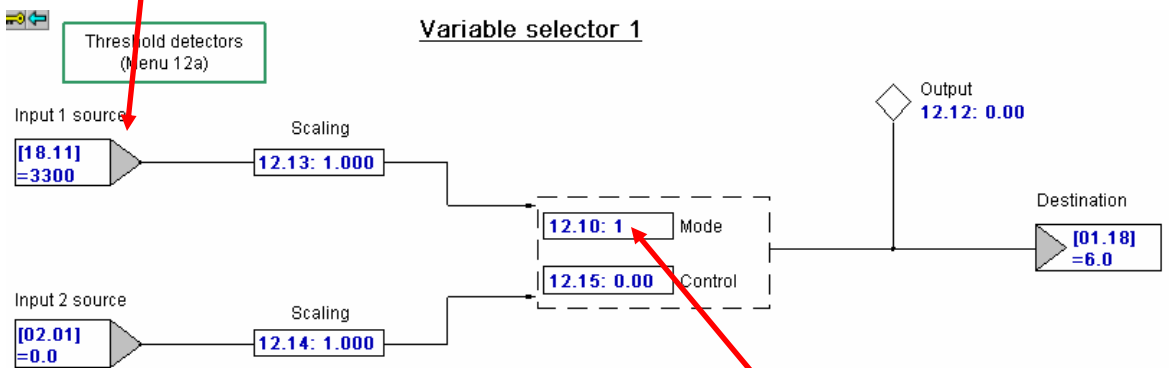 Variable selector 1
Threshold detectors
(Menu 12a)
Output
12.12: 0.00
Input 1 source
Scaling
[18.11]
=3300
12.13: 1.000
Destination
12.10: 1
Mode
[01.18]
=6.0
12.15: 0.00
Control
Input 2 source
Scaling
[02.01]
=0.0
12.14: 1.000